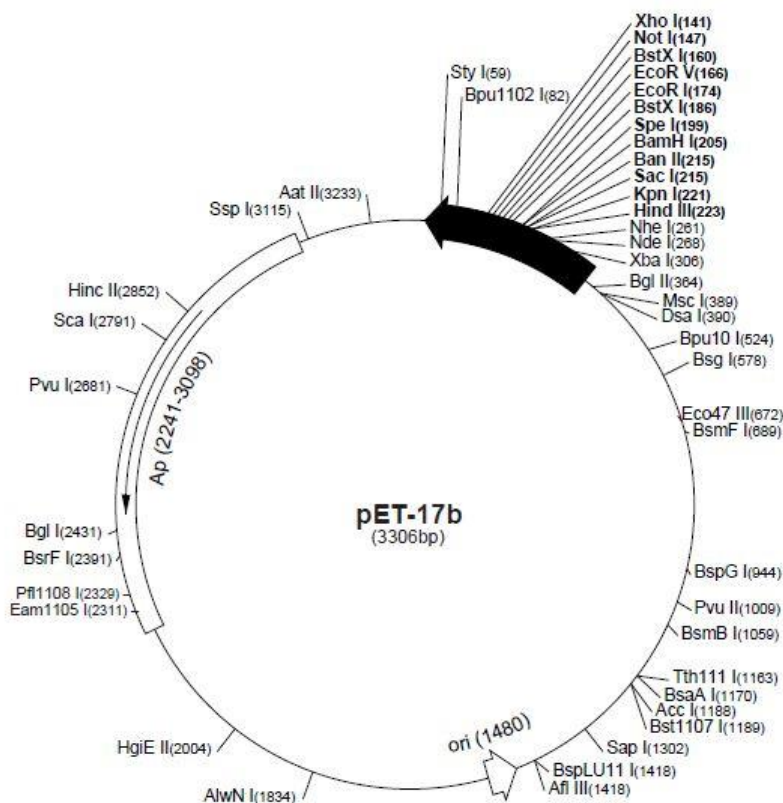 Xho I(141)
Not I(147)
BstX I(160)
EcoR V(166)
EcoR I(174)
BstX I(186)
Spe I(199)
BamH I(205)
Ban II(215)
Sac I(215)
Kpn I(221)
Hind III(223)
Nhe I(261)
Nde I(268)
Xba I(306)
Bgl II(364)
Msc I(389)
Dsa I(390)
Bpu10 I(524)
Bsg I(578)
Eco47 III(672)
BsmF I(689)
BspG I(944)
Pvu II(1009)
BsmB I(1059)
Tth111 I(1163)
BsaA I(1170)
Acc I(1188)
Bst1107 I(1189)
Sap I(1302)
BspLU11 I(1418)
Afl III(1418)
Sty I(59)
Bpu1102 I(82)
Aat II(3233)
Ssp I(3115)
Hinc II(2852)
Sca I(2791)
Pvu I(2681)
Bgl I(2431)
BsrF I(2391)
Pfl1108 I(2329)
Eam1105 I(2311)
HgiE II(2004)
AlwN I(1834)
Ap (2241-3098)
pET-17b
(3306bp)
ori (1480)